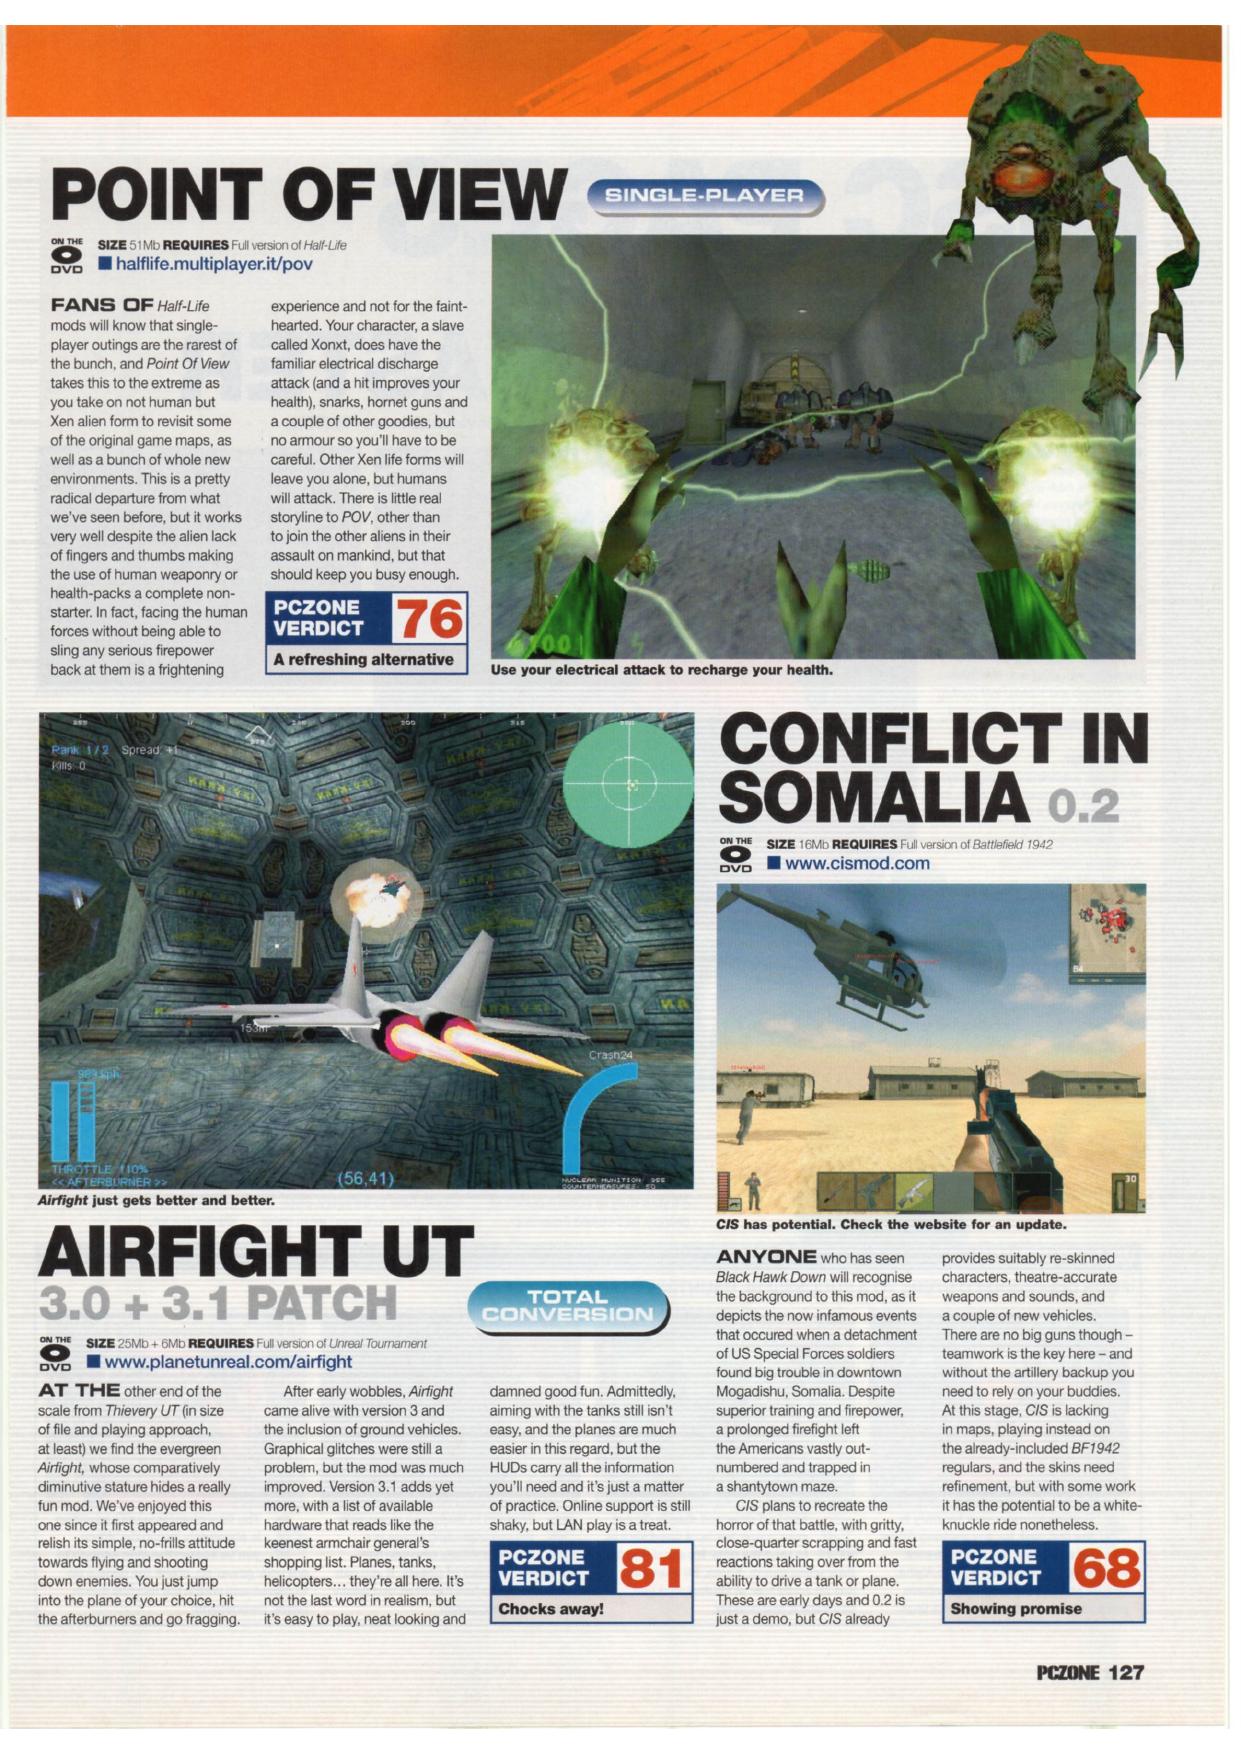 POINT OF VIEW
SINGLE-PLAYER
ON THE
DVD
SIZE 51Mb REQUIRES Full version of Half-Life
halflife.multiplayer.it/pov
FANS OF Half-Life
mods will know that single-
player outings are the rarest of
the bunch, and Point Of View
takes this to the extreme as
you take on not human but
Xen alien form to revisit some
of the original game maps, as
well as a bunch of whole new
environments. This is a pretty
radical departure from what
we've seen before, but it works
very well despite the alien lack
of fingers and thumbs making
the use of human weaponry or
health-packs a complete non-
starter. In fact, facing the human
forces without being able to
sling any serious firepower
back at them is a frightening
experience and not for the faint-
hearted. Your character, a slave
called Xonxt, does have the
familiar electrical discharge
attack (and a hit improves your
health), snarks, hornet guns and
a couple of other goodies, but
no armour so you'll have to be
careful. Other Xen life forms will
leave you alone, but humans
will attack. There is little real
storyline to POV, other than
to join the other aliens in their
assault on mankind, but that
should keep you busy enough.
PCZONE
VERDICT
76
A refreshing alternative
Use your electrical attack to recharge your health.
Rank: 1 / 2 Spread: +1
Kills: 0
153m
Crash24
989 kph
THROTTLE: 110%
<< AFTERBURNER >>
(56,41)
NUCLEAR MUNITION: 955
COUNTERMEASURES: 50
Airfight just gets better and better.
AIRFIGHT UT
3.0 + 3.1 PATCH
TOTAL
CONVERSION
ON THE
DVD
SIZE 25Mb + 6Mb REQUIRES Full version of Unreal Tournament
www.planetunreal.com/airfight
AT THE other end of the
scale from Thievery UT (in size
of file and playing approach,
at least) we find the evergreen
Airfight, whose comparatively
diminutive stature hides a really
fun mod. We've enjoyed this
one since it first appeared and
relish its simple, no-frills attitude
towards flying and shooting
down enemies. You just jump
into the plane of your choice, hit
the afterburners and go fragging.
After early wobbles, Airfight
came alive with version 3 and
the inclusion of ground vehicles.
Graphical glitches were still a
problem, but the mod was much
improved. Version 3.1 adds yet
more, with a list of available
hardware that reads like the
keenest armchair general's
shopping list. Planes, tanks,
helicopters... they're all here. It's
not the last word in realism, but
it's easy to play, neat looking and
damned good fun. Admittedly,
aiming with the tanks still isn't
easy, and the planes are much
easier in this regard, but the
HUDs carry all the information
you'll need and it's just a matter
of practice. Online support is still
shaky, but LAN play is a treat.
PCZONE
VERDICT
81
Chocks away!
CONFLICT IN
SOMALIA 0.2
ON THE
DVD
SIZE 16Mb REQUIRES Full version of Battlefield 1942
www.cismod.com
30
CIS has potential. Check the website for an update.
ANYONE who has seen
Black Hawk Down will recognise
the background to this mod, as it
depicts the now infamous events
that occured when a detachment
of US Special Forces soldiers
found big trouble in downtown
Mogadishu, Somalia. Despite
superior training and firepower,
a prolonged firefight left
the Americans vastly out-
numbered and trapped in
a shantytown maze.
CIS plans to recreate the
horror of that battle, with gritty,
close-quarter scrapping and fast
reactions taking over from the
ability to drive a tank or plane.
These are early days and 0.2 is
just a demo, but CIS already
provides suitably re-skinned
characters, theatre-accurate
weapons and sounds, and
a couple of new vehicles.
There are no big guns though –
teamwork is the key here – and
without the artillery backup you
need to rely on your buddies.
At this stage, CIS is lacking
in maps, playing instead on
the already-included BF1942
regulars, and the skins need
refinement, but with some work
it has the potential to be a white-
knuckle ride nonetheless.
PCZONE
VERDICT
68
Showing promise
PCZONE 127